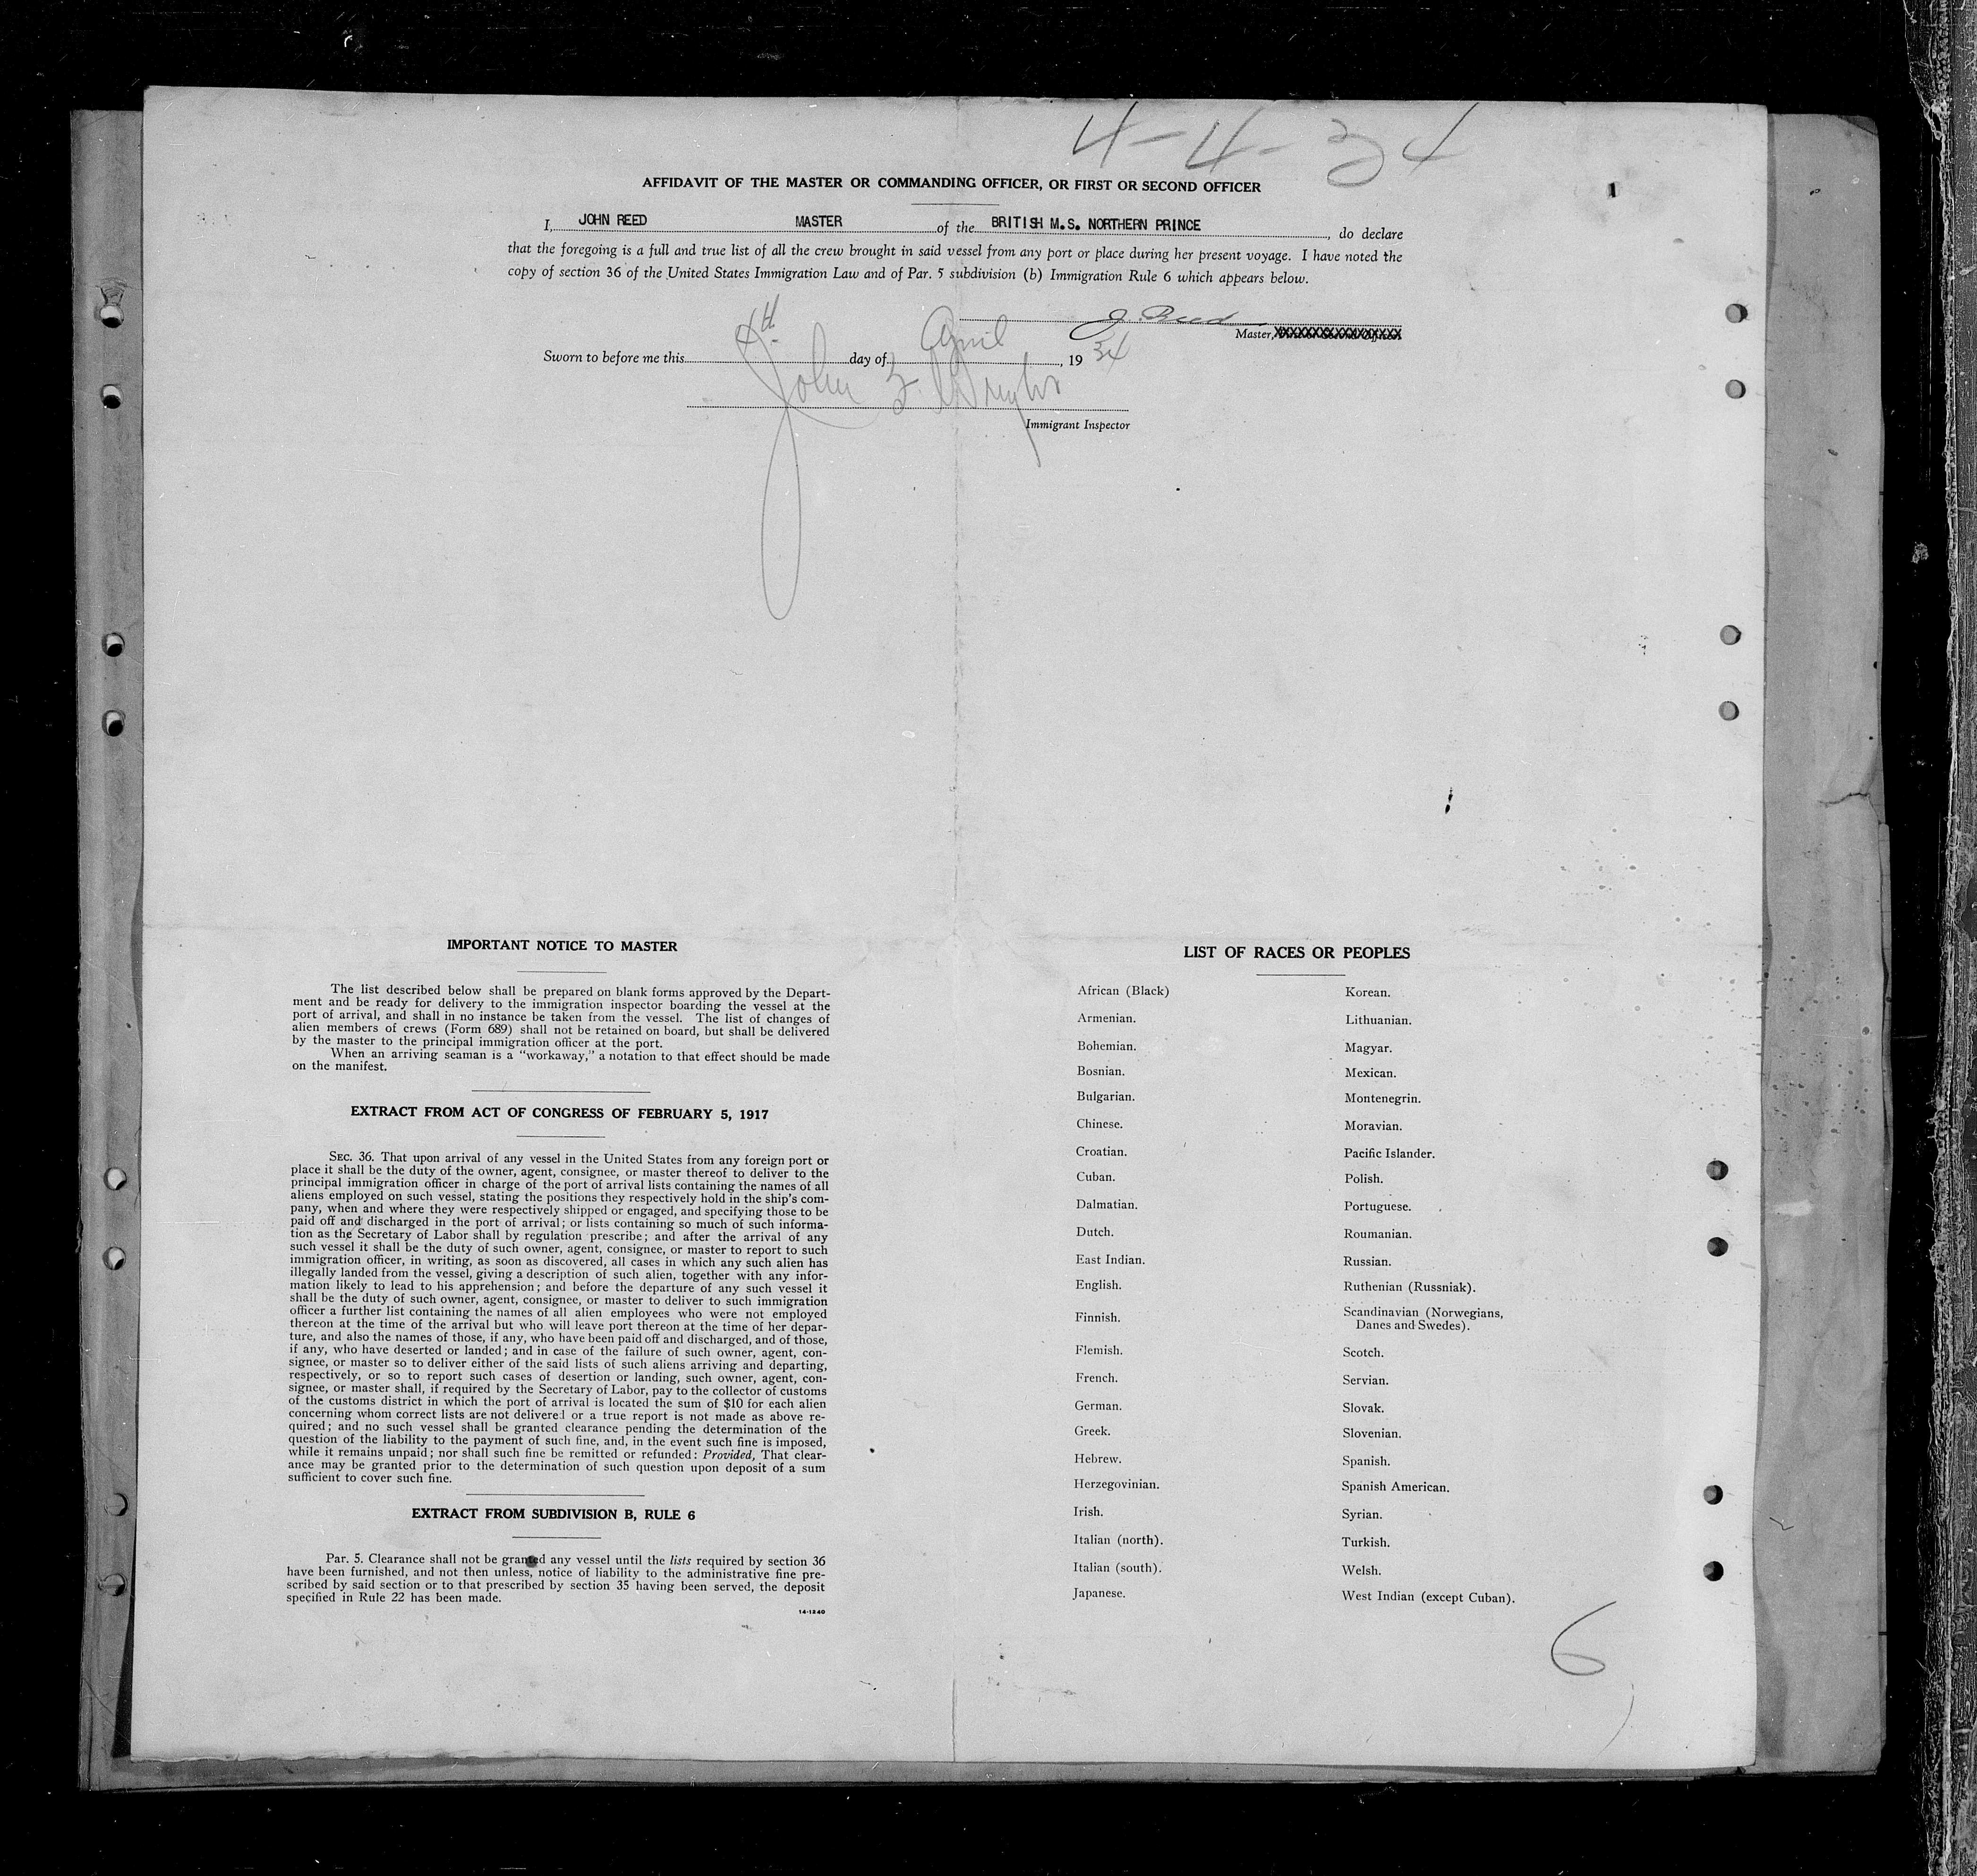 4-4-34
AFFIDAVIT OF THE MASTER OR COMMANDING OFFICER, OR FIRST OR SECOND OFFICER
I, JOHN REED MASTER of the BRITISH M.S. NORTHERN PRINCE, do declare
that the foregoing is a full and true list of all the crew brought in said vessel from any port or place during her present voyage. I have noted the
copy of section 36 of the United States Immigration Law and of Par. 5 subdivision (b) Immigration Rule 6 which appears below.
J. Reed
Master,
Sworn to before me this 4th day of April, 1934
John
Immigrant Inspector
IMPORTANT NOTICE TO MASTER
The list described below shall be prepared on blank forms approved by the Depart-
ment and be ready for delivery to the immigration inspector boarding the vessel at the
port of arrival, and shall in no instance be taken from the vessel. The list of changes of
alien members of crews (Form 689) shall not be retained on board, but shall be delivered
by the master to the principal immigration officer at the port.
When an arriving seaman is a "workaway," a notation to that effect should be made
on the manifest.
EXTRACT FROM ACT OF CONGRESS OF FEBRUARY 5, 1917
SEC. 36. That upon arrival of any vessel in the United States from any foreign port or
place it shall be the duty of the owner, agent, consignee, or master thereof to deliver to the
principal immigration officer in charge of the port of arrival lists containing the names of all
aliens employed on such vessel, stating the positions they respectively hold in the ship's com-
pany, when and where they were respectively shipped or engaged, and specifying those to be
paid off and discharged in the port of arrival; or lists containing so much of such informa-
tion as the Secretary of Labor shall by regulation prescribe; and after the arrival of any
such vessel it shall be the duty of such owner, agent, consignee, or master to report to such
immigration officer, in writing, as soon as discovered, all cases in which any such alien has
illegally landed from the vessel, giving a description of such alien, together with any infor-
mation likely to lead to his apprehension; and before the departure of any such vessel it
shall be the duty of such owner, agent, consignee, or master to deliver to such immigration
officer a further list containing the names of all alien employees who were not employed
thereon at the time of the arrival but who will leave port thereon at the time of her depar-
ture, and also the names of those, if any, who have been paid off and discharged, and of those,
if any, who have deserted or landed; and in case of the failure of such owner, agent, con-
signee, or master so to deliver either of the said lists of such aliens arriving and departing,
respectively, or so to report such cases of desertion or landing, such owner, agent, con-
signee, or master shall, if required by the Secretary of Labor, pay to the collector of customs
of the customs district in which the port of arrival is located the sum of $10 for each alien
concerning whom correct lists are not delivered or a true report is not made as above re-
quired; and no such vessel shall be granted clearance pending the determination of the
question of the liability to the payment of such fine, and, in the event such fine is imposed,
while it remains unpaid; nor shall such fine be remitted or refunded: Provided, That clear-
ance may be granted prior to the determination of such question upon deposit of a sum
sufficient to cover such fine.
EXTRACT FROM SUBDIVISION B, RULE 6
Par. 5. Clearance shall not be granted any vessel until the lists required by section 36
have been furnished, and not then unless, notice of liability to the administrative fine pre-
scribed by said section or to that prescribed by section 35 having been served, the deposit
specified in Rule 22 has been made.
14-1240
LIST OF RACES OR PEOPLES
African (Black)
Armenian.
Bohemian.
Bosnian.
Bulgarian.
Chinese.
Croatian.
Cuban.
Dalmatian.
Dutch.
East Indian.
English.
Finnish.
Flemish.
French.
German.
Greek.
Hebrew.
Herzegovinian.
Irish.
Italian (north).
Italian (south).
Japanese.
Korean.
Lithuanian.
Magyar.
Mexican.
Montenegrin.
Moravian.
Pacific Islander.
Polish.
Portuguese.
Roumanian.
Russian.
Ruthenian (Russniak).
Scandinavian (Norwegians,
Danes and Swedes).
Scotch.
Servian.
Slovak.
Slovenian.
Spanish.
Spanish American.
Syrian.
Turkish.
Welsh.
West Indian (except Cuban).
6